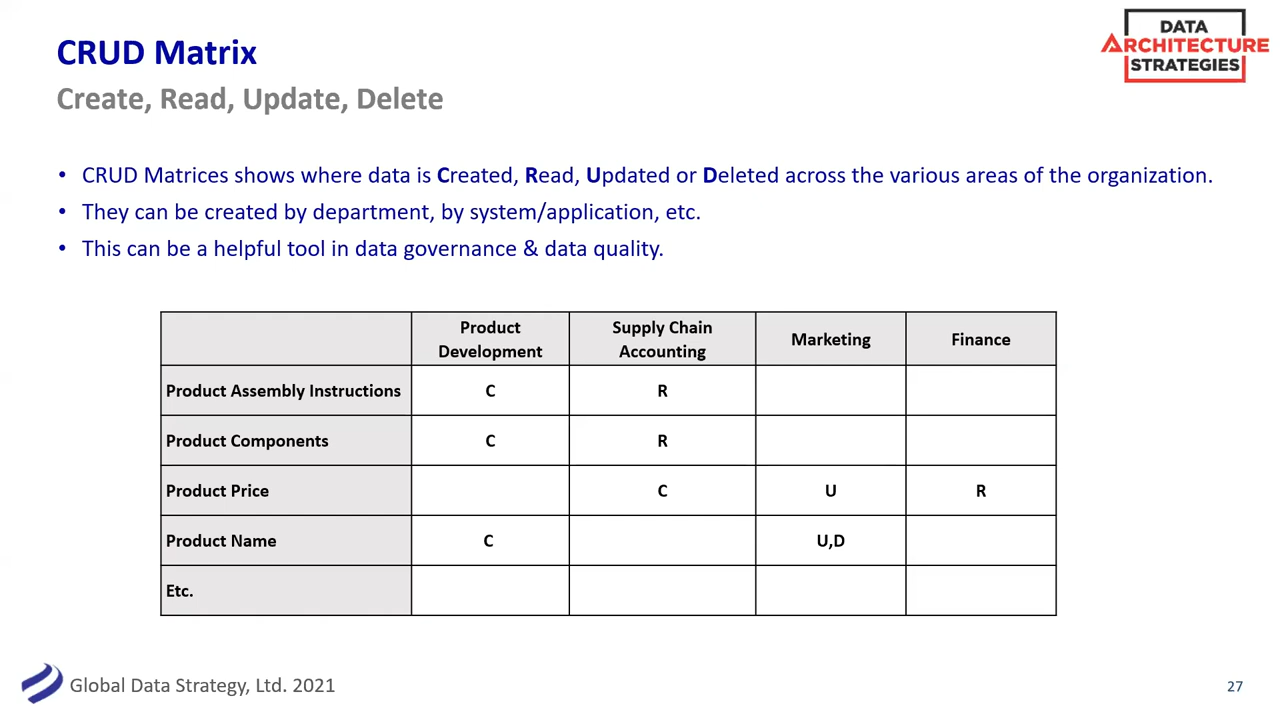 CRUD Matrix
DATA
ARCHITECTURE
STRATEGIES
Create, Read, Update, Delete
• CRUD Matrices shows where data is Created, Read, Updated or Deleted across the various areas of the organization.
• They can be created by department, by system/application, etc.
• This can be a helpful tool in data governance & data quality.
Product Development Supply Chain Accounting Marketing Finance
Product Assembly Instructions C R
Product Components C R
Product Price C U R
Product Name C U,D
Etc.
Global Data Strategy, Ltd. 2021
27